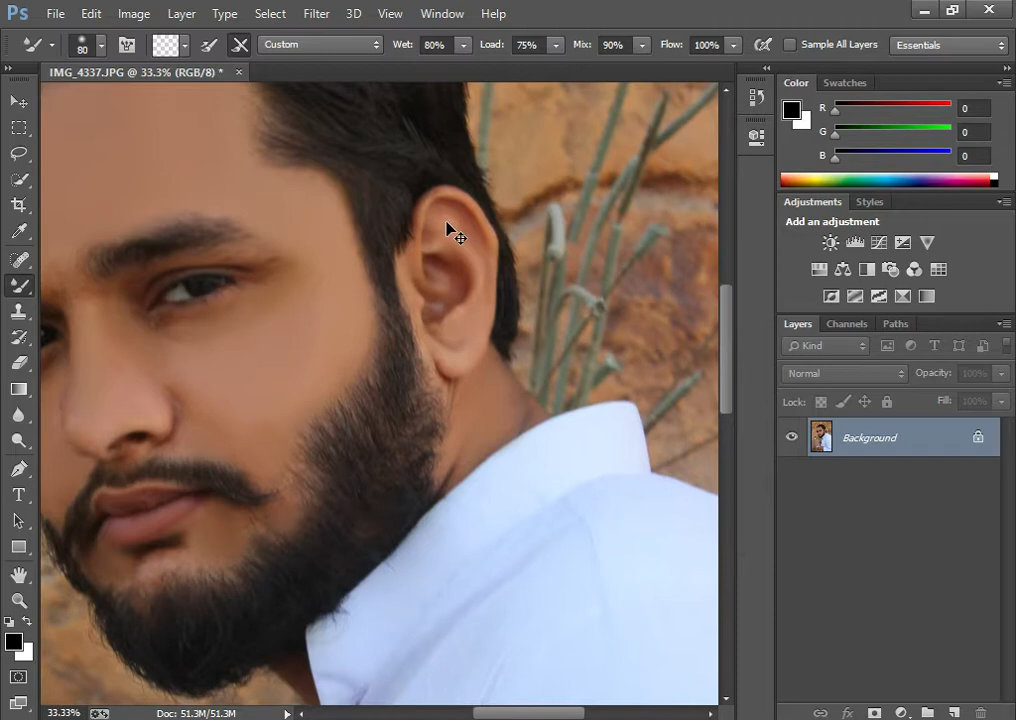 Ps File Edit Image Layer Type Select Filter 3D View Window Help
80 Custom Wet: 80% Load: 75% Mix: 90% Flow: 100% Sample All Layers Essentials
IMG_4337.JPG @ 33.3% (RGB/8) *
Color Swatches
R 0
G 0
B 0
Adjustments Styles
Add an adjustment
Layers Channels Paths
Kind
Normal Opacity: 100%
Lock: Fill: 100%
Background
33.33% Doc: 51.3M/51.3M